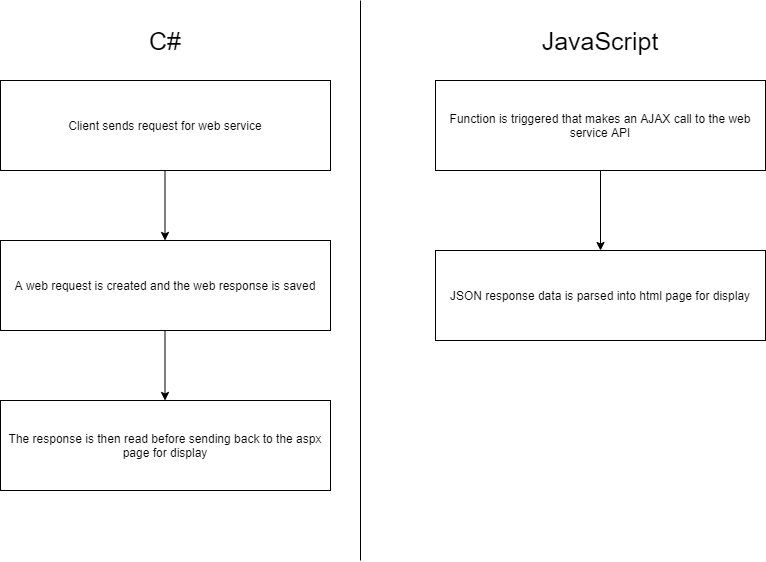 C#
Client sends request for web service
A web request is created and the web response is saved
The response is then read before sending back to the aspx
page for display
JavaScript
Function is triggered that makes an AJAX call to the web
service API
JSON response data is parsed into html page for display